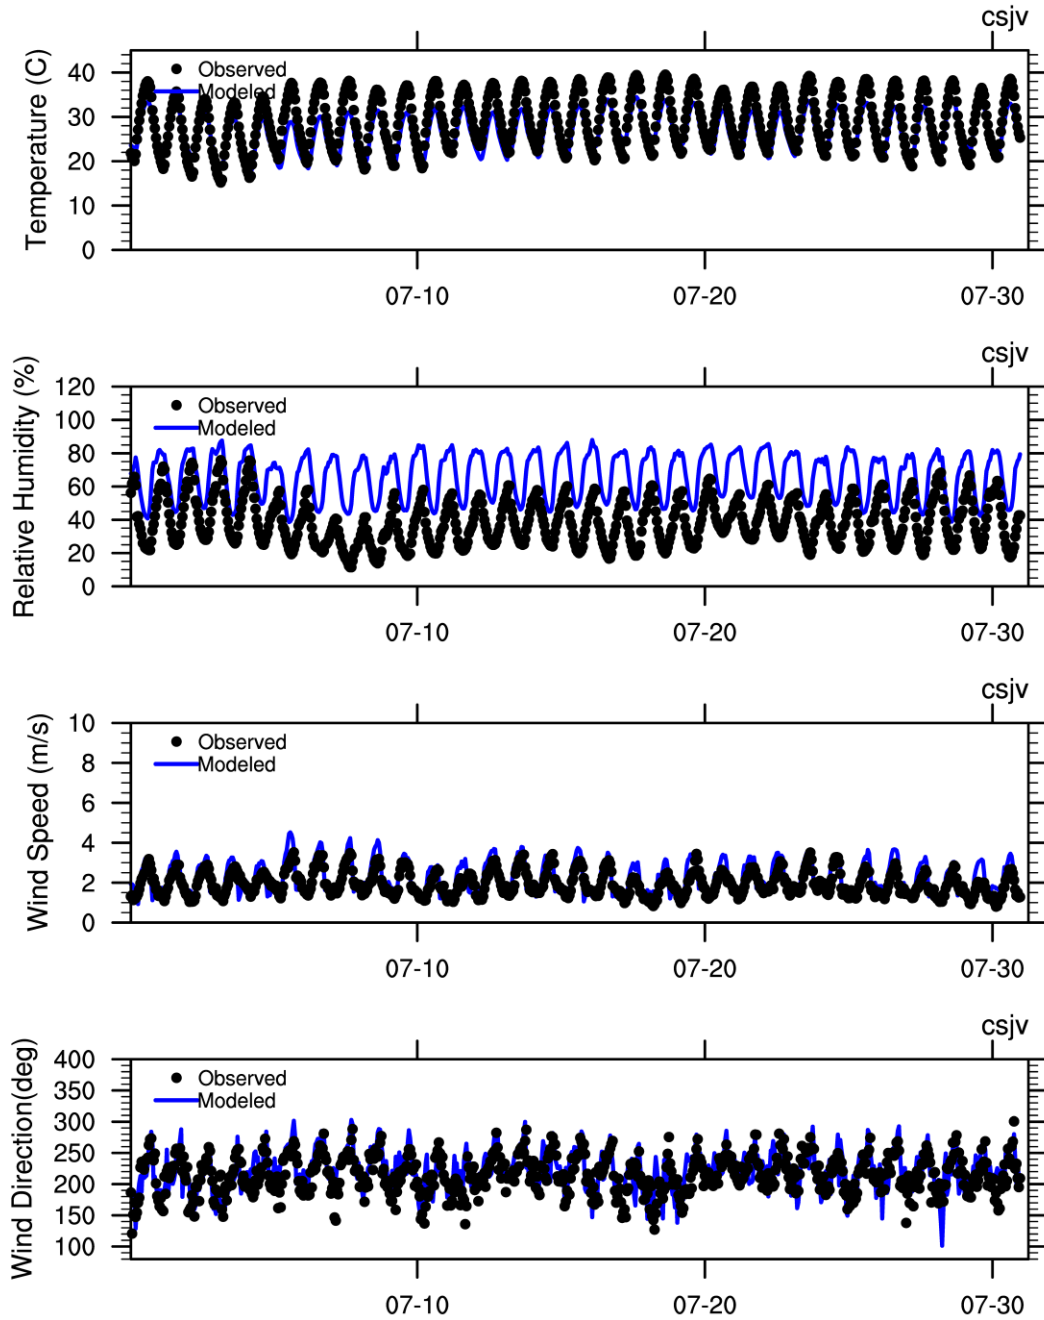 csjv
Temperature (C)
40
30
20
10
0
Observed
Modeled
07-10
07-20
07-30
csjv
Relative Humidity (%)
120
100
80
60
40
20
0
Observed
Modeled
07-10
07-20
07-30
csjv
Wind Speed (m/s)
10
8
6
4
2
0
Observed
Modeled
07-10
07-20
07-30
csjv
Wind Direction(deg)
400
350
300
250
200
150
100
Observed
Modeled
07-10
07-20
07-30